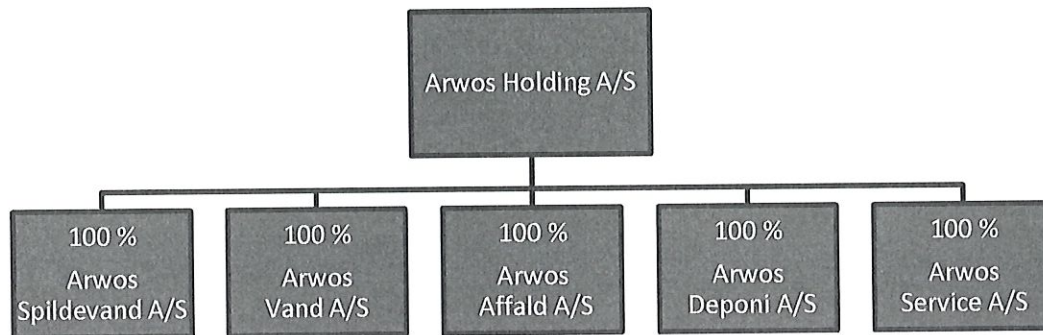 Arwos Holding A/S
100 %
Arwos
Spildevand A/S
100 %
Arwos
Vand A/S
100 %
Arwos
Affald A/S
100 %
Arwos
Deponi A/S
100 %
Arwos
Service A/S